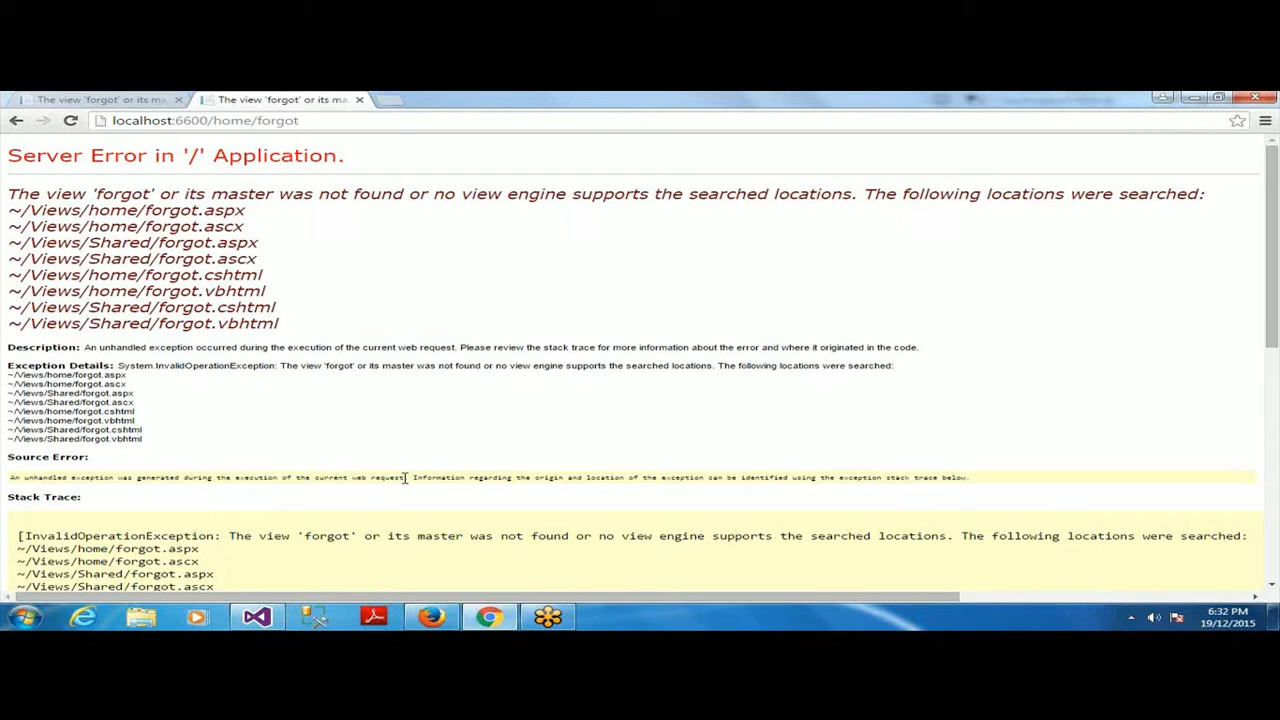 The view 'forgot' or its ma
The view 'forgot' or its ma
localhost:6600/home/forgot
Server Error in '/' Application.
The view 'forgot' or its master was not found or no view engine supports the searched locations. The following locations were searched:
~/Views/home/forgot.aspx
~/Views/home/forgot.ascx
~/Views/Shared/forgot.aspx
~/Views/Shared/forgot.ascx
~/Views/home/forgot.cshtml
~/Views/home/forgot.vbhtml
~/Views/Shared/forgot.cshtml
~/Views/Shared/forgot.vbhtml
Description: An unhandled exception occurred during the execution of the current web request. Please review the stack trace for more information about the error and where it originated in the code.
Exception Details: System.InvalidOperationException: The view 'forgot' or its master was not found or no view engine supports the searched locations. The following locations were searched:
~/Views/home/forgot.aspx
~/Views/home/forgot.ascx
~/Views/Shared/forgot.aspx
~/Views/Shared/forgot.ascx
~/Views/home/forgot.cshtml
~/Views/home/forgot.vbhtml
~/Views/Shared/forgot.cshtml
~/Views/Shared/forgot.vbhtml
Source Error:
An unhandled exception was generated during the execution of the current web request. Information regarding the origin and location of the exception can be identified using the exception stack trace below.
Stack Trace:
[InvalidOperationException: The view 'forgot' or its master was not found or no view engine supports the searched locations. The following locations were searched:
~/Views/home/forgot.aspx
~/Views/home/forgot.ascx
~/Views/Shared/forgot.aspx
~/Views/Shared/forgot.ascx
6:32 PM
19/12/2015